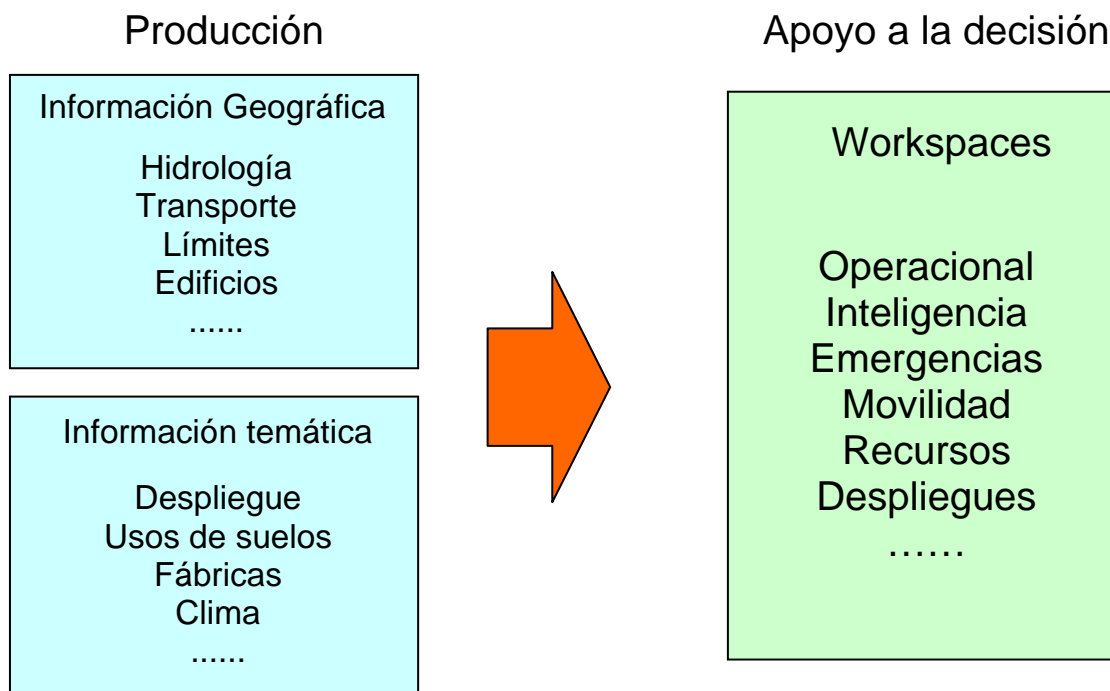 Producción
Información Geográfica
Hidrología
Transporte
Límites
Edificios
......
Información temática
Despliegue
Usos de suelos
Fábricas
Clima
......
Apoyo a la decisión
Workspaces
Operacional
Inteligencia
Emergencias
Movilidad
Recursos
Despliegues
……